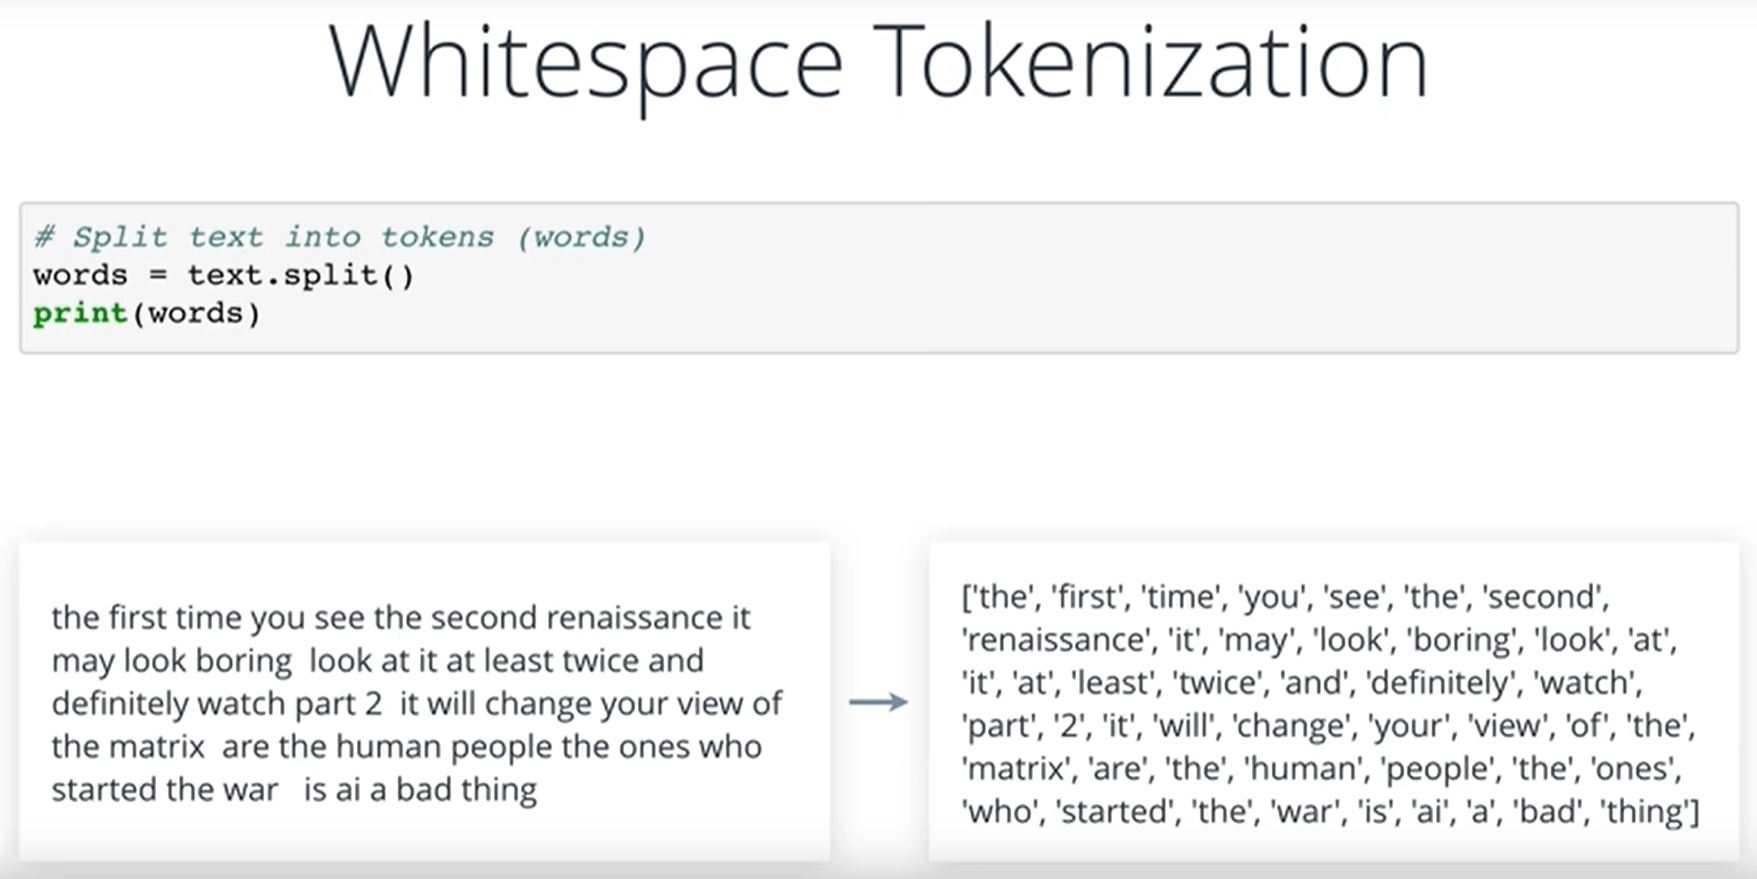 Whitespace Tokenization
# Split text into tokens (words)
words = text.split()
print(words)
the first time you see the second renaissance it
may look boring  look at it at least twice and
definitely watch part 2  it will change your view of
the matrix  are the human people the ones who
started the war   is ai a bad thing
['the', 'first', 'time', 'you', 'see', 'the', 'second',
'renaissance', 'it', 'may', 'look', 'boring', 'look', 'at',
'it', 'at', 'least', 'twice', 'and', 'definitely', 'watch',
'part', '2', 'it', 'will', 'change', 'your', 'view', 'of', 'the',
'matrix', 'are', 'the', 'human', 'people', 'the', 'ones',
'who', 'started', 'the', 'war', 'is', 'ai', 'a', 'bad', 'thing']